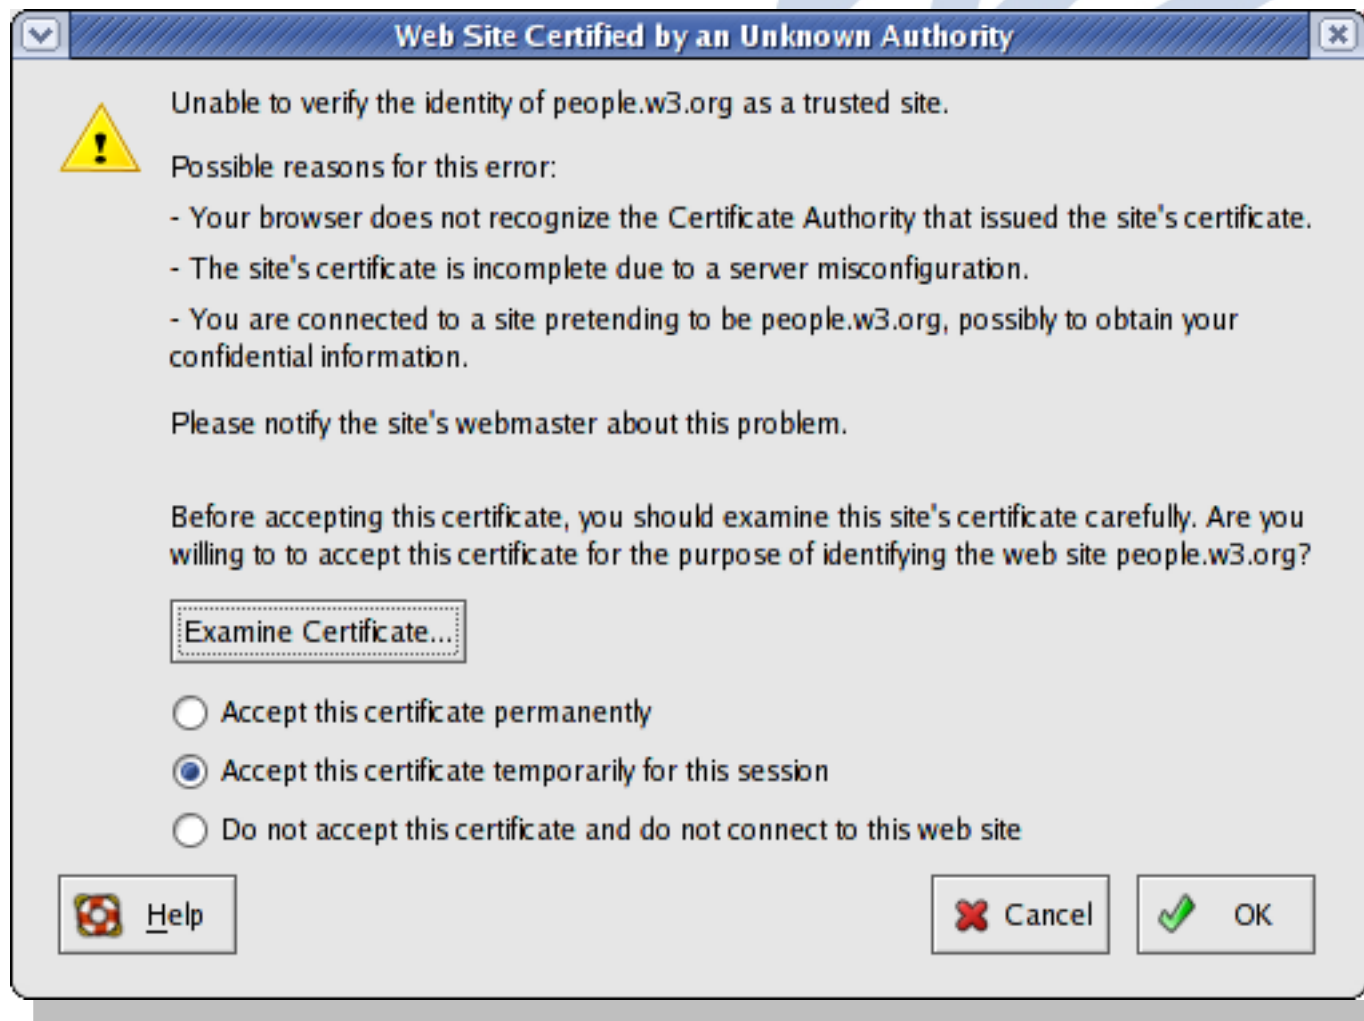 Web Site Certified by an Unknown Authority
Unable to verify the identity of people.w3.org as a trusted site.
Possible reasons for this error:
- Your browser does not recognize the Certificate Authority that issued the site's certificate.
- The site's certificate is incomplete due to a server misconfiguration.
- You are connected to a site pretending to be people.w3.org, possibly to obtain your
confidential information.
Please notify the site's webmaster about this problem.
Before accepting this certificate, you should examine this site's certificate carefully. Are you
willing to to accept this certificate for the purpose of identifying the web site people.w3.org?
Examine Certificate...
Accept this certificate permanently
Accept this certificate temporarily for this session
Do not accept this certificate and do not connect to this web site
Help
Cancel
OK